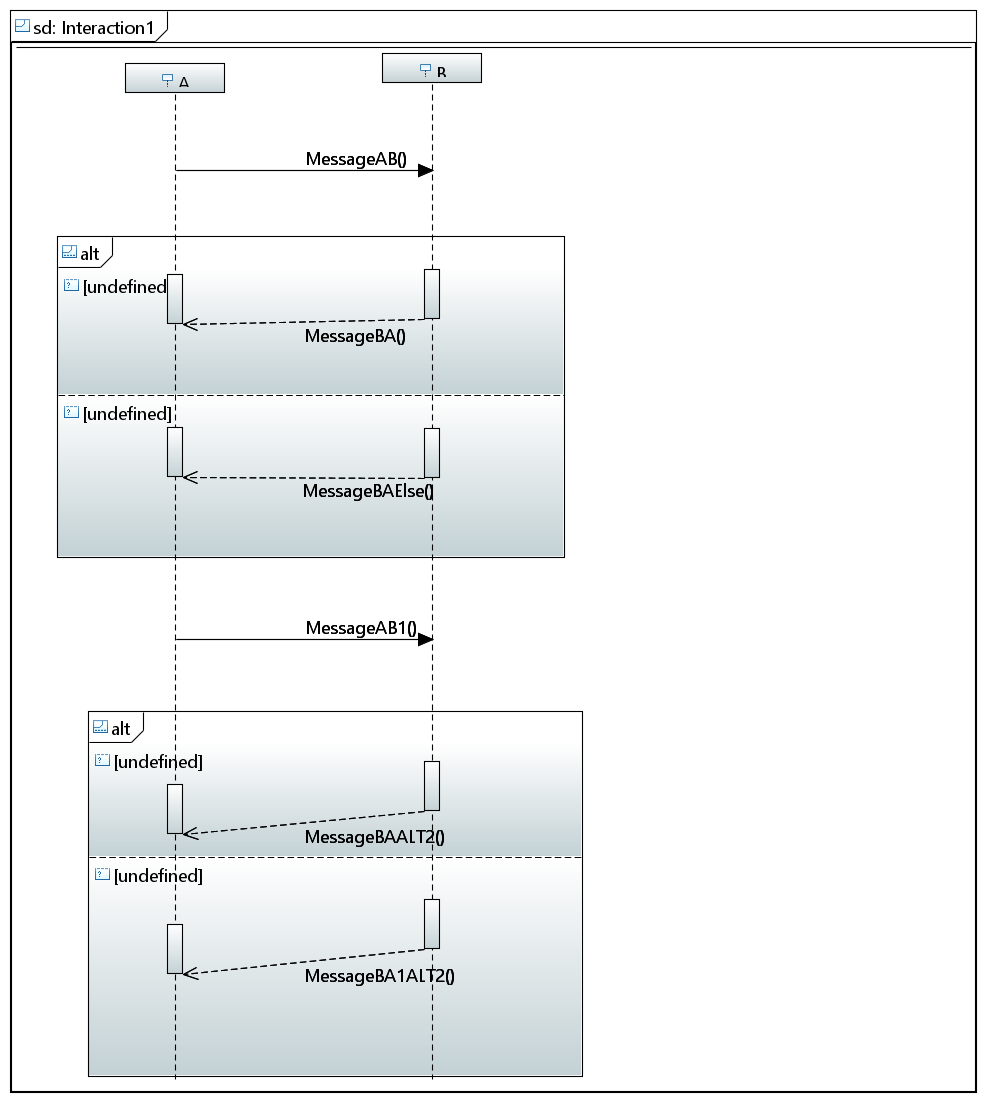 sd: Interaction1
A
B
MessageAB()
alt
[undefined
MessageBA()
[undefined]
MessageBAElse()
MessageAB1()
alt
[undefined]
MessageBAALT2()
[undefined]
MessageBA1ALT2()